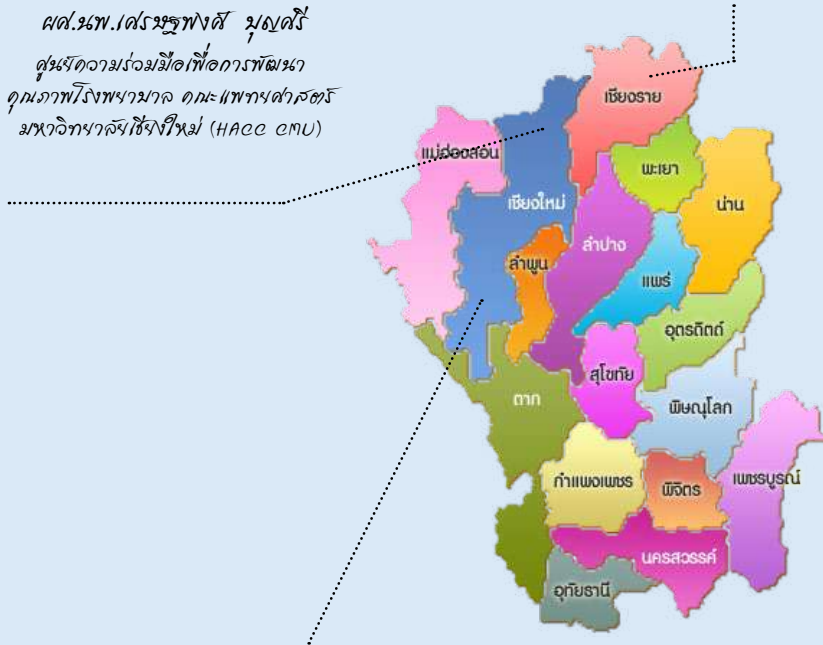 ผศ.นพ.เศรษฐพงศ์ บุญศรี
ศูนย์ความร่วมมือเพื่อการพัฒนา
คุณภาพโรงพยาบาล คณะแพทยศาสตร์
มหาวิทยาลัยเชียงใหม่ (HACC CMU)
เชียงราย
แม่ฮ่องสอน
พะเยา
เชียงใหม่
น่าน
ลำปาง
ลำพูน
แพร่
อุตรดิตถ์
สุโขทัย
ตาก
พิษณุโลก
กำแพงเพชร
พิจิตร
เพชรบูรณ์
นครสวรรค์
อุทัยธานี